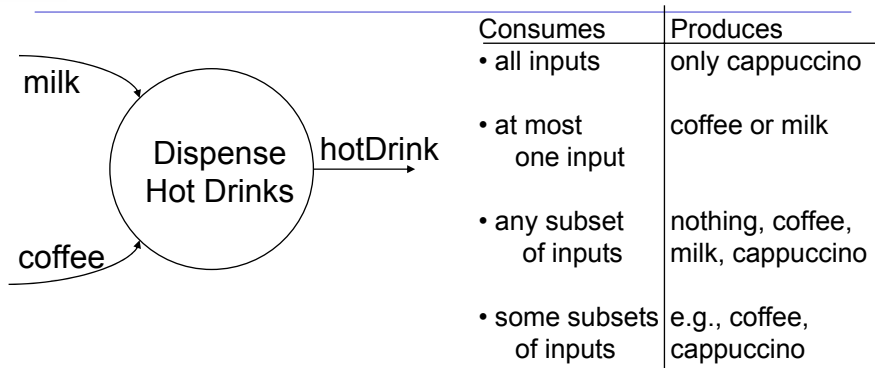 milk
coffee
Dispense
Hot Drinks
hotDrink
Consumes Produces
• all inputs only cappuccino
• at most coffee or milk
one input
• any subset nothing, coffee,
of inputs milk, cappuccino
• some subsets e.g., coffee,
of inputs cappuccino